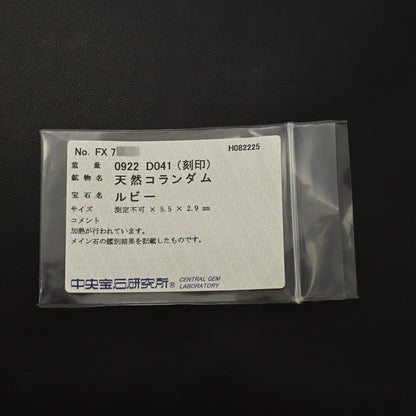 No. FX 7
H082225
重 量 0922 D041(刻印)
鉱物名 天然コランダム
宝石名 ルビー
サイズ 測定不可 × 5.5 × 2.9 mm
コメント
加熱が行われています。
メイン石の鑑別結果を記載したものです。
中央宝石研究所® CENTRAL GEM
LABORATORY